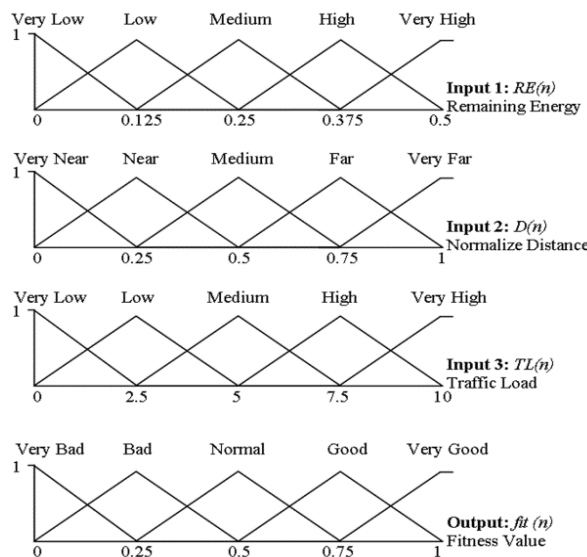 Very Low Low Medium High Very High
1
Input 1: RE(n)
Remaining Energy
0 0.125 0.25 0.375 0.5
Very Near Near Medium Far Very Far
1
Input 2: D(n)
Normalize Distance
0 0.25 0.5 0.75 1
Very Low Low Medium High Very High
1
Input 3: TL(n)
Traffic Load
0 2.5 5 7.5 10
Very Bad Bad Normal Good Very Good
1
Output: fit (n)
Fitness Value
0 0.25 0.5 0.75 1